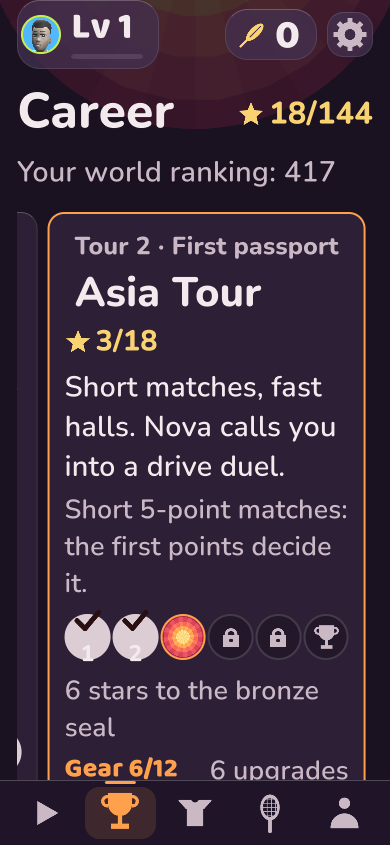 Lv 1
0
Career
18/144
Your world ranking: 417
Tour 2 · First passport
Asia Tour
3/18
Short matches, fast
halls. Nova calls you
into a drive duel.
Short 5-point matches:
the first points decide
it.
1 2
6 stars to the bronze
seal
Gear 6/12 6 upgrades